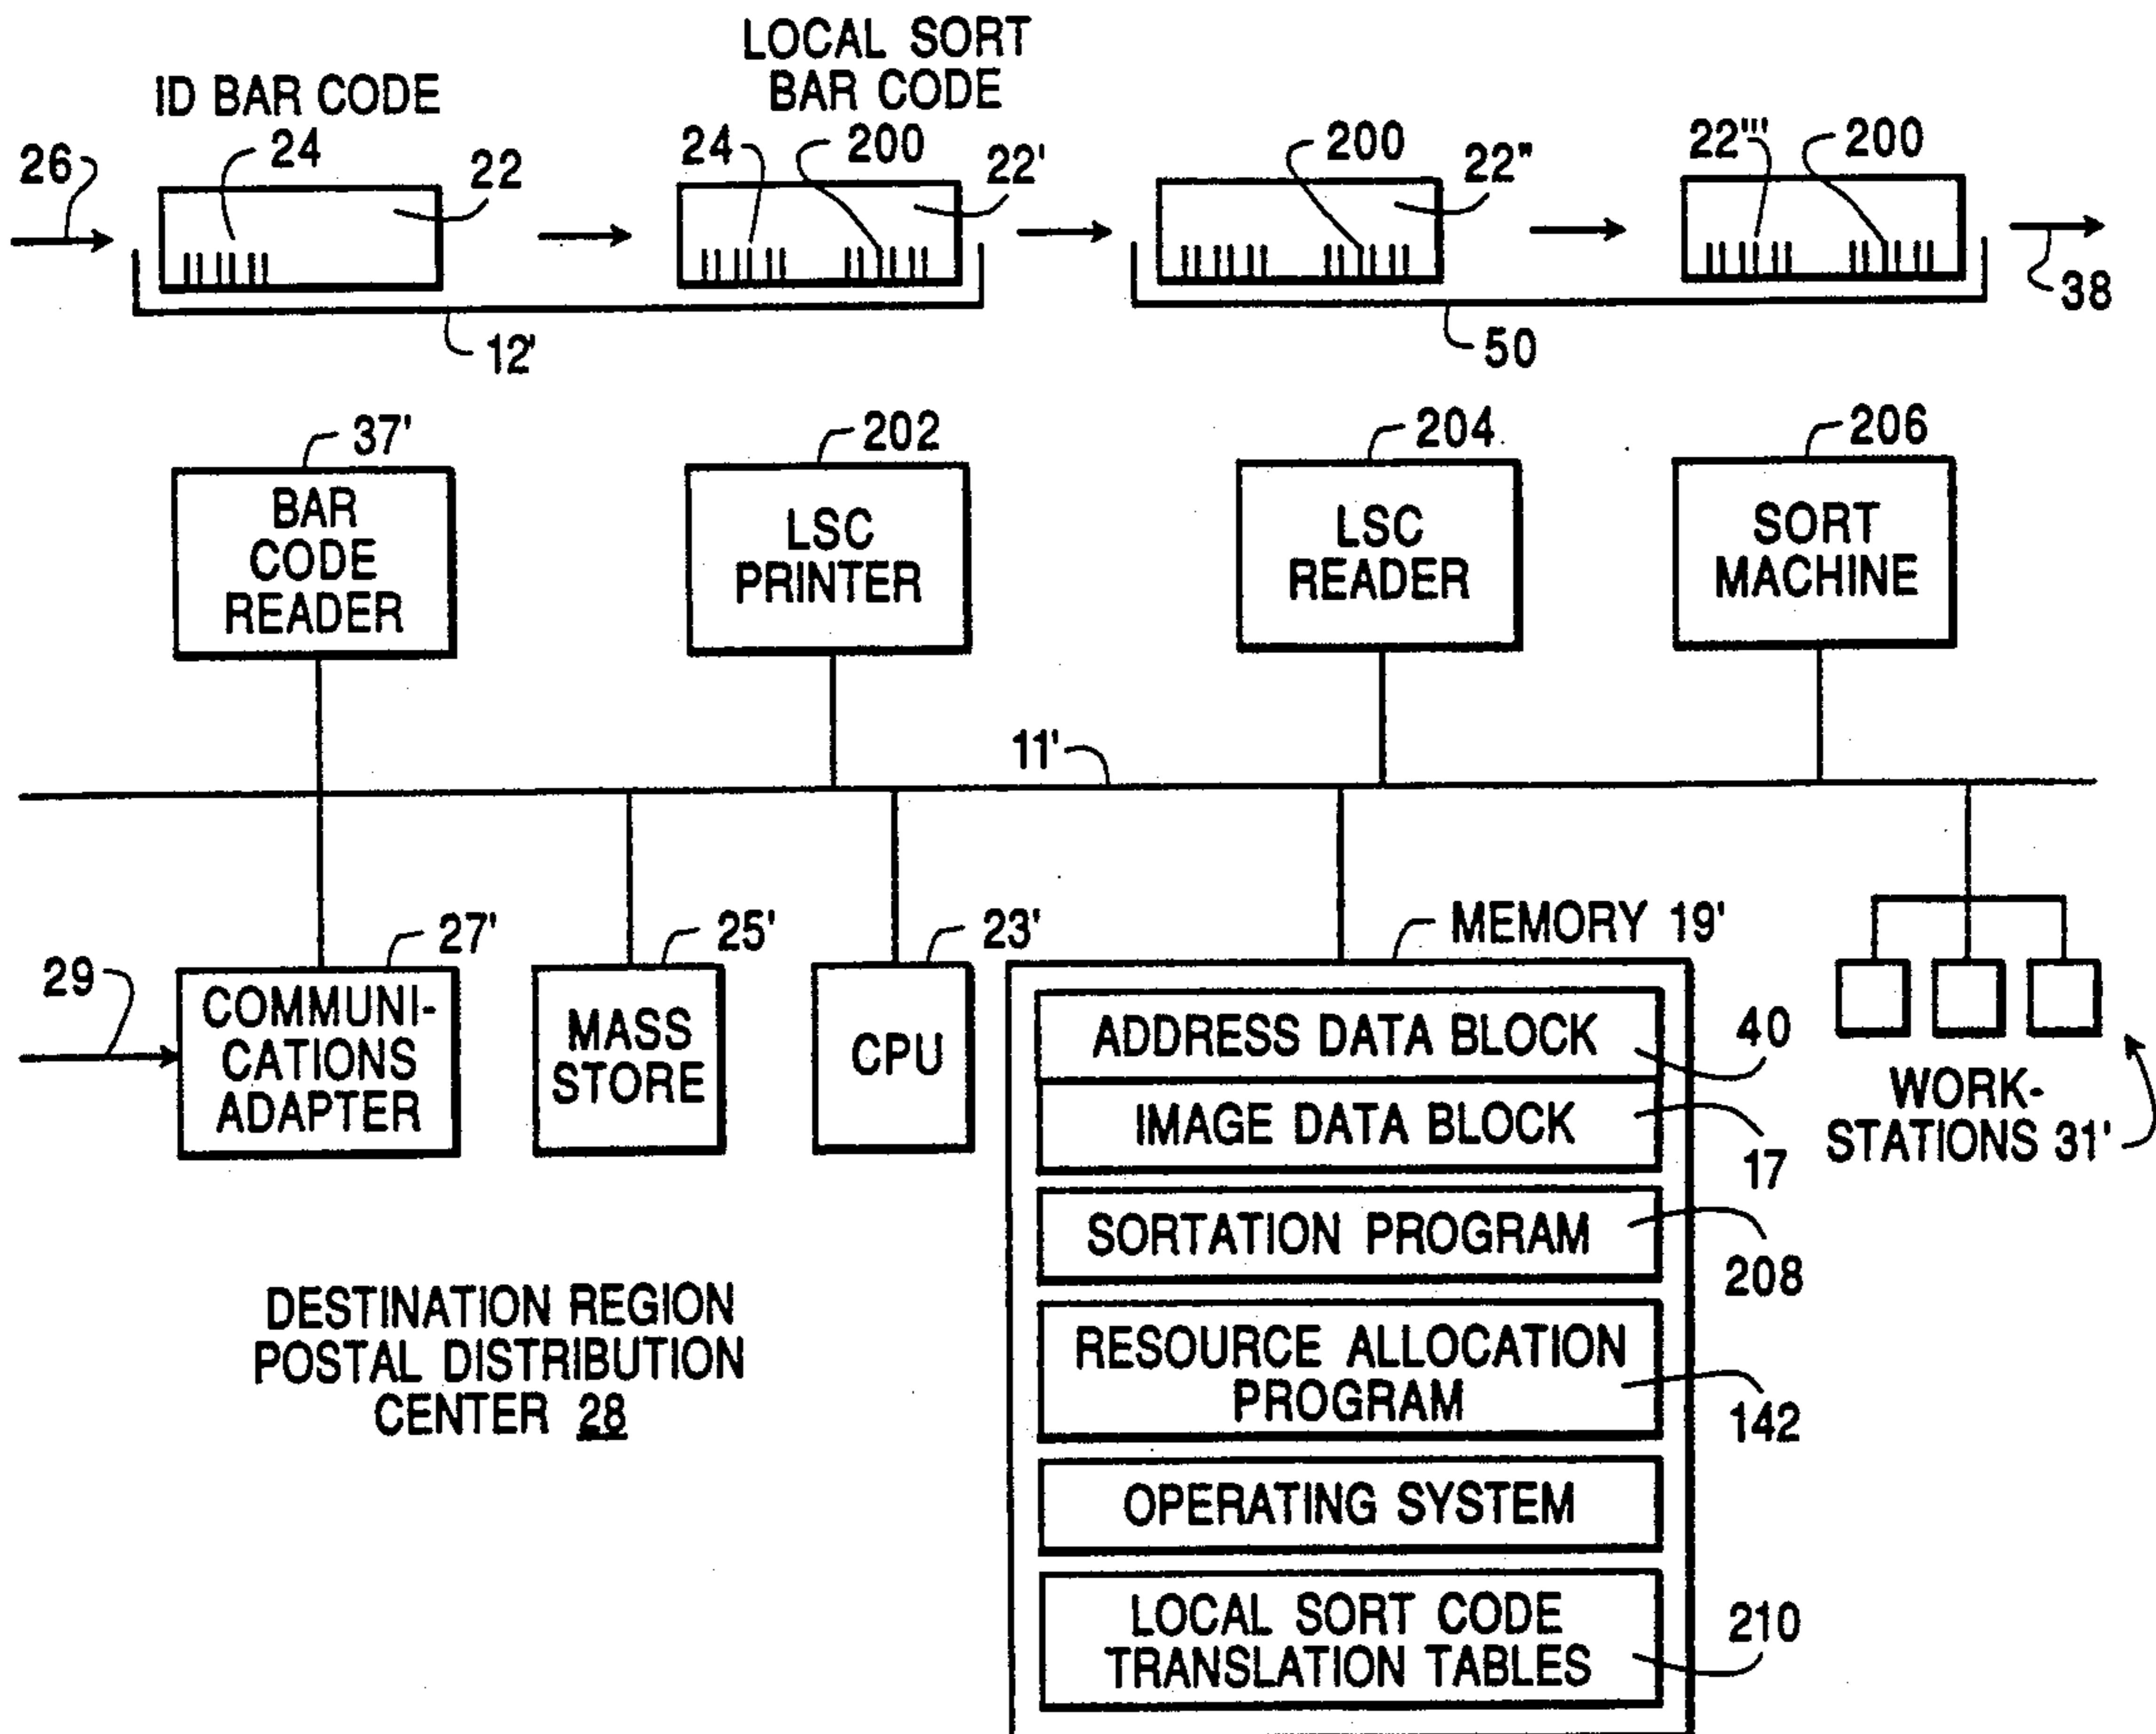 LOCAL SORT
BAR CODE
ID BAR CODE
26
24
22
24
200
22'
200
22"
22'''
200
38
12'
50
37'
202
204
206
BAR
CODE
READER
LSC
PRINTER
LSC
READER
SORT
MACHINE
11'
29
27'
25'
23'
MEMORY 19'
COMMUNI-
CATIONS
ADAPTER
MASS
STORE
CPU
ADDRESS DATA BLOCK
40
IMAGE DATA BLOCK
17
WORK-
STATIONS 31'
SORTATION PROGRAM
208
RESOURCE ALLOCATION
PROGRAM
142
OPERATING SYSTEM
LOCAL SORT CODE
TRANSLATION TABLES
210
DESTINATION REGION
POSTAL DISTRIBUTION
CENTER 28